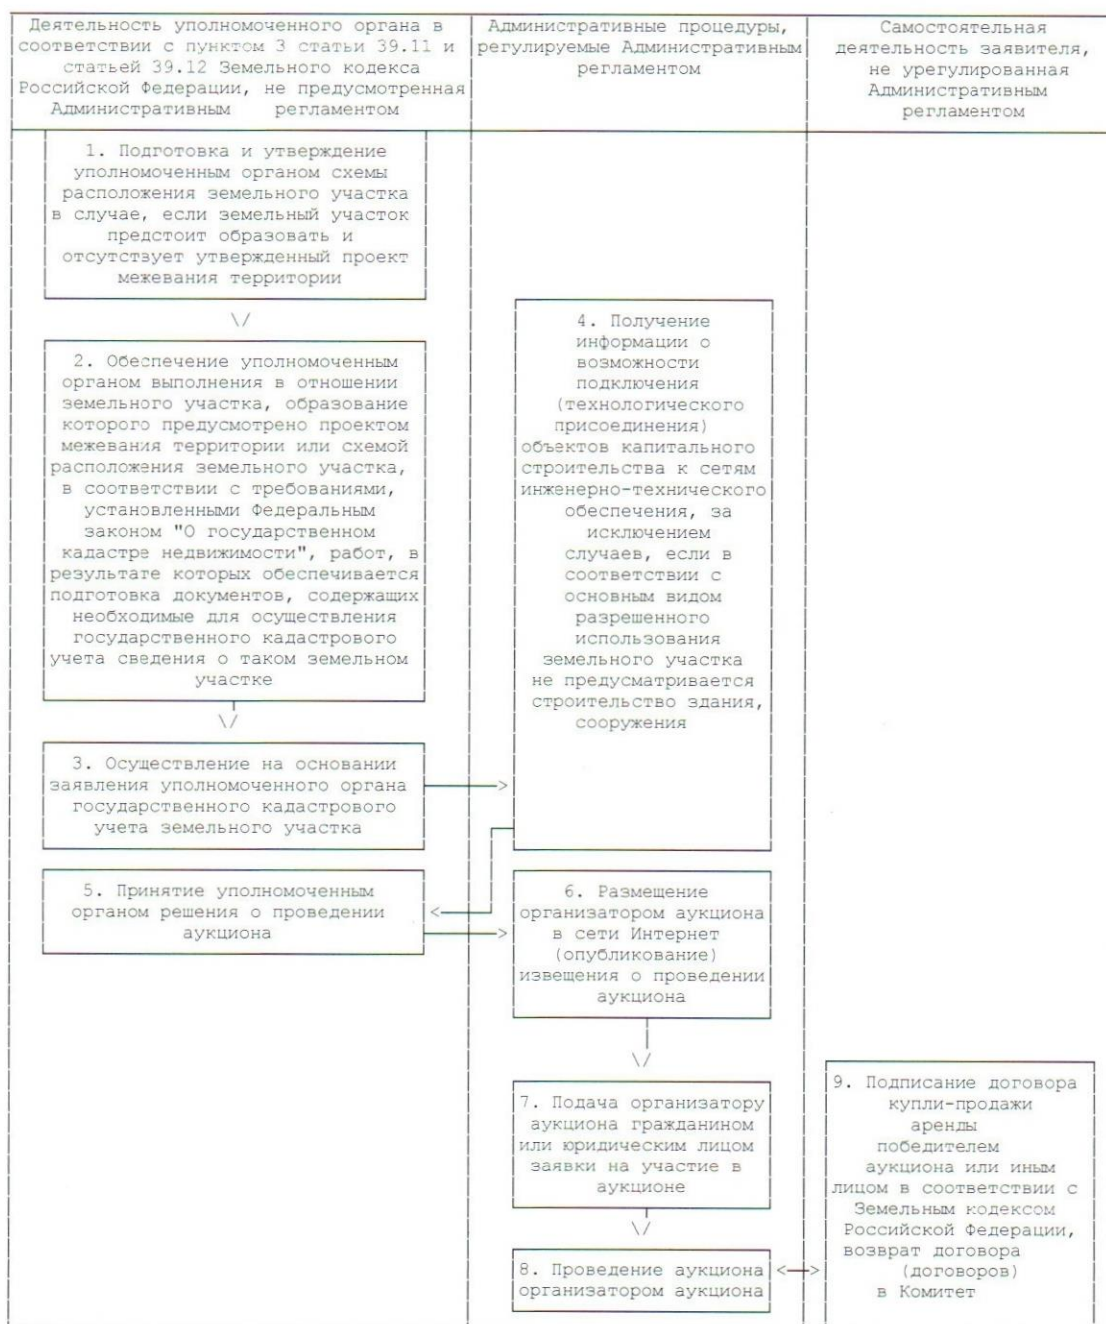 Деятельность уполномоченного органа в
соответствии с пунктом 3 статьи 39.11 и
статьей 39.12 Земельного кодекса
Российской Федерации, не предусмотренная
Административным регламентом
Административные процедуры,
регулируемые Административным
регламентом
Самостоятельная
деятельность заявителя,
не урегулированная
Административным
регламентом
1. Подготовка и утверждение
уполномоченным органом схемы
расположения земельного участка
в случае, если земельный участок
предстоит образовать и
отсутствует утвержденный проект
межевания территории
\/
2. Обеспечение уполномоченным
органом выполнения в отношении
земельного участка, образование
которого предусмотрено проектом
межевания территории или схемой
расположения земельного участка,
в соответствии с требованиями,
установленными Федеральным
законом "О государственном
кадастре недвижимости", работ, в
результате которых обеспечивается
подготовка документов, содержащих
необходимые для осуществления
государственного кадастрового
учета сведения о таком земельном
участке
\/
3. Осуществление на основании
заявления уполномоченного органа
государственного кадастрового
учета земельного участка
>
4. Получение
информации о
возможности
подключения
(технологического
присоединения)
объектов капитального
строительства к сетям
инженерно-технического
обеспечения, за
исключением
случаев, если в
соответствии с
основным видом
разрешенного
использования
земельного участка
не предусматривается
строительство здания,
сооружения
5. Принятие уполномоченным
органом решения о проведении
аукциона
<
>
6. Размещение
организатором аукциона
в сети Интернет
(опубликование)
извещения о проведении
аукциона
\/
7. Подача организатору
аукциона гражданином
или юридическим лицом
заявки на участие в
аукционе
\/
8. Проведение аукциона
организатором аукциона
<-->
9. Подписание договора
купли-продажи
аренды
победителем
аукциона или иным
лицом в соответствии с
Земельным кодексом
Российской Федерации,
возврат договора
(договоров)
в Комитет